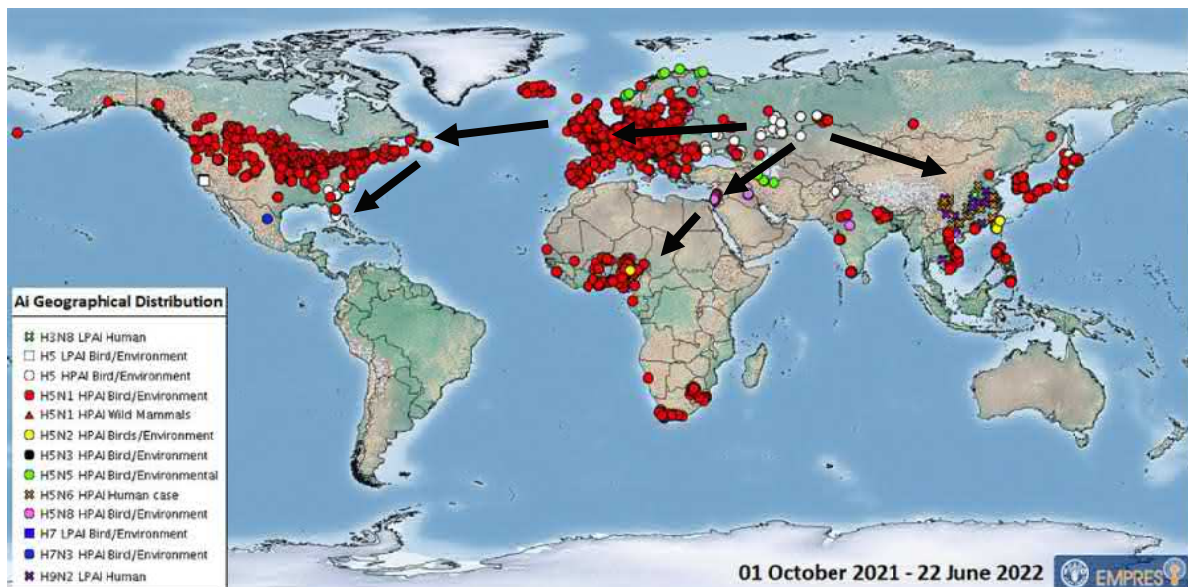 Ai Geographical Distribution
H3N8 LPAI Human
H5 LPAI Bird/Environment
H5 HPAI Bird/Environment
H5N1 HPAI Bird/Environment
H5N1 HPAI Wild Mammals
H5N2 HPAI Birds/Environment
H5N3 HPAI Bird/Environment
H5N5 HPAI Bird/Environmental
H5N6 HPAI Human case
H5N8 HPAI Bird/Environment
H7 LPAI Bird/Environment
H7N3 HPAI Bird/Environment
H9N2 LPAI Human
01 October 2021 - 22 June 2022
EMPRES